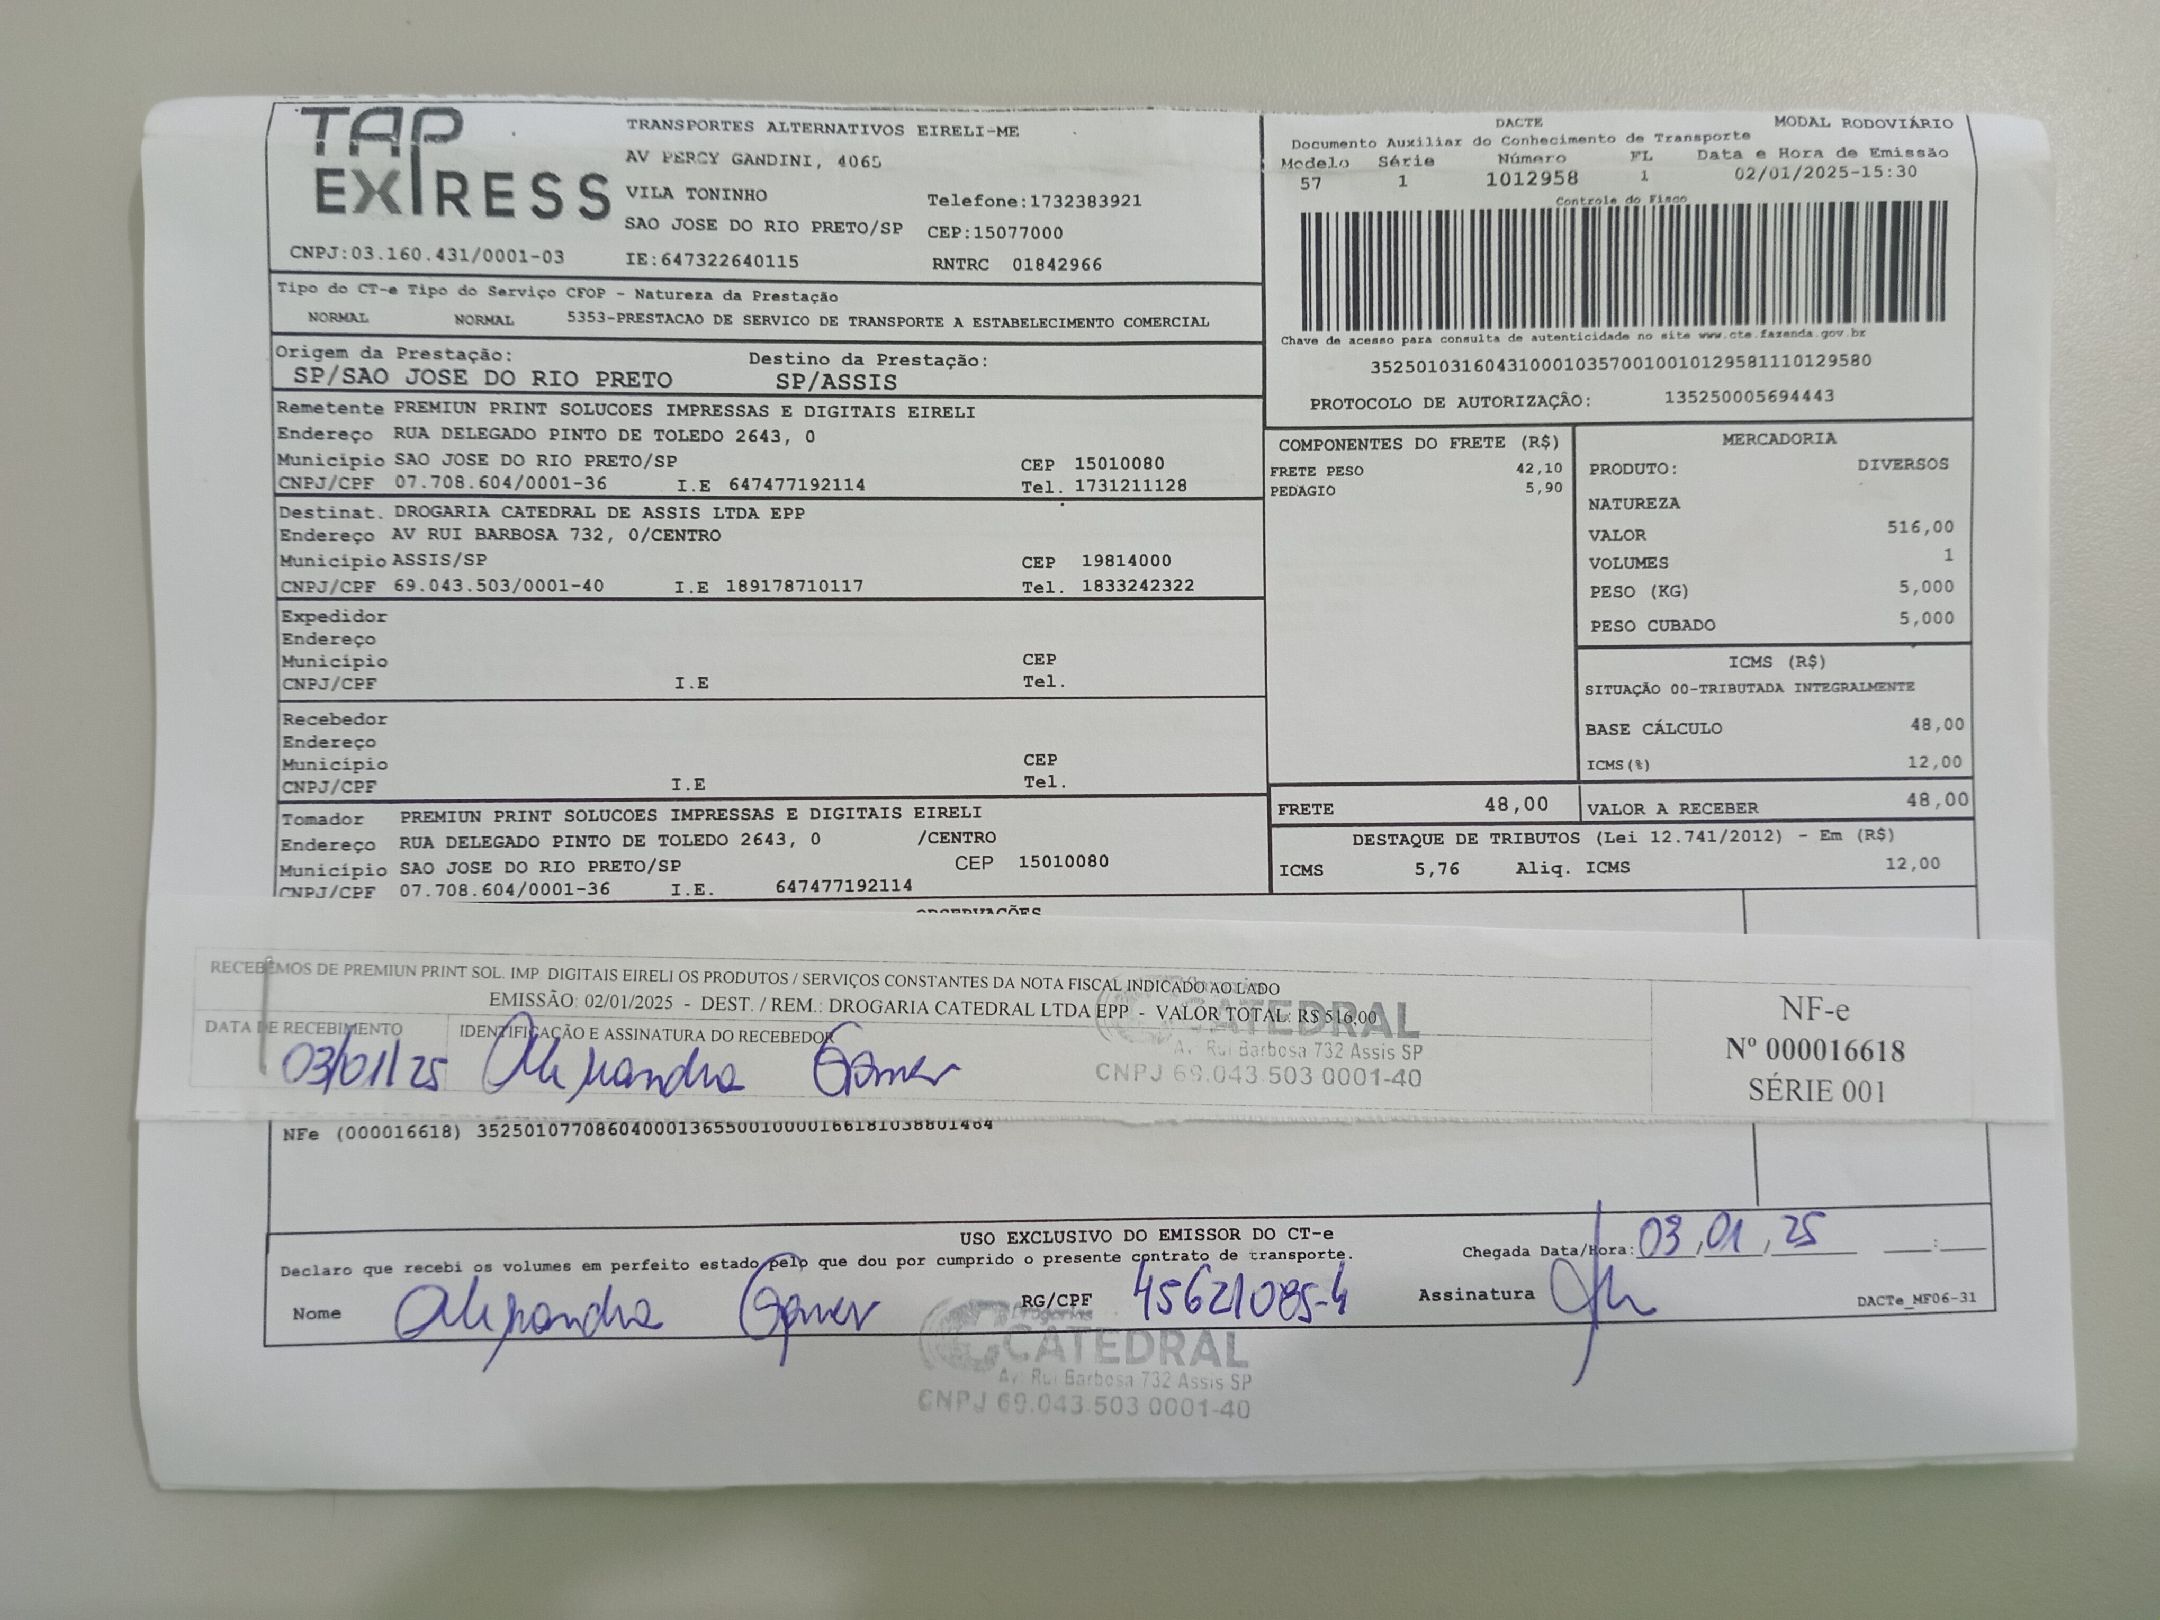 TAP EXPRESS
TRANSPORTES ALTERNATIVOS EIRELI-ME
AV PERCY GANDINI, 4065
VILA TONINHO
Telefone:1732383921
SAO JOSE DO RIO PRETO/SP CEP:15077000
CNPJ:03.160.431/0001-03 IE:647322640115 RNTRC 01842966
DACTE MODAL RODOVIÁRIO
Documento Auxiliar do Conhecimento de Transporte
Modelo Série Número FL Data e Hora de Emissão
57 1 1012958 1 02/01/2025-15:30
Controle do Fisco
Chave de acesso para consulta de autenticidade no site www.cte.fazenda.gov.br
35250103160431000103570010010129581110129580
PROTOCOLO DE AUTORIZAÇÃO: 135250005694443
Tipo do CT-e Tipo do Serviço CFOP - Natureza da Prestação
NORMAL NORMAL 5353-PRESTACAO DE SERVICO DE TRANSPORTE A ESTABELECIMENTO COMERCIAL
Origem da Prestação: Destino da Prestação:
SP/SAO JOSE DO RIO PRETO SP/ASSIS
Remetente PREMIUN PRINT SOLUCOES IMPRESSAS E DIGITAIS EIRELI
Endereço RUA DELEGADO PINTO DE TOLEDO 2643, 0
Município SAO JOSE DO RIO PRETO/SP CEP 15010080
CNPJ/CPF 07.708.604/0001-36 I.E 647477192114 Tel. 1731211128
Destinat. DROGARIA CATEDRAL DE ASSIS LTDA EPP
Endereço AV RUI BARBOSA 732, 0/CENTRO
Município ASSIS/SP CEP 19814000
CNPJ/CPF 69.043.503/0001-40 I.E 189178710117 Tel. 1833242322
Expedidor
Endereço
Município CEP
CNPJ/CPF I.E Tel.
Recebedor
Endereço
Município CEP
CNPJ/CPF I.E Tel.
Tomador PREMIUN PRINT SOLUCOES IMPRESSAS E DIGITAIS EIRELI
Endereço RUA DELEGADO PINTO DE TOLEDO 2643, 0 /CENTRO
Município SAO JOSE DO RIO PRETO/SP CEP 15010080
CNPJ/CPF 07.708.604/0001-36 I.E. 647477192114
COMPONENTES DO FRETE (R$)
FRETE PESO 42,10
PEDAGIO 5,90
MERCADORIA
PRODUTO: DIVERSOS
NATUREZA
VALOR 516,00
VOLUMES 1
PESO (KG) 5,000
PESO CUBADO 5,000
ICMS (R$)
SITUAÇÃO 00-TRIBUTADA INTEGRALMENTE
BASE CÁLCULO 48,00
ICMS(%) 12,00
FRETE 48,00 VALOR A RECEBER 48,00
DESTAQUE DE TRIBUTOS (Lei 12.741/2012) - Em (R$)
ICMS 5,76 Aliq. ICMS 12,00
OBSERVAÇÕES
RECEBEMOS DE PREMIUN PRINT SOL. IMP. DIGITAIS EIRELI OS PRODUTOS / SERVIÇOS CONSTANTES DA NOTA FISCAL INDICADO AO LADO
EMISSÃO: 02/01/2025 - DEST. / REM.: DROGARIA CATEDRAL LTDA EPP - VALOR TOTAL: R$ 516,00
DATA DE RECEBIMENTO IDENTIFICAÇÃO E ASSINATURA DO RECEBEDOR
03/01/25 Alexsandra Gomes
CATEDRAL
Av. Rui Barbosa 732 Assis SP
CNPJ 69.043.503 0001-40
NF-e
Nº 000016618
SÉRIE 001
NFe (000016618) 35250107708604000136550010000166181038801464
USO EXCLUSIVO DO EMISSOR DO CT-e
Declaro que recebi os volumes em perfeito estado pelo que dou por cumprido o presente contrato de transporte.
Chegada Data/Hora: 03,01,25 :
Nome Alexsandra Gomes RG/CPF 45621085-4 Assinatura
DACTe_MF06-31
Drogarias
CATEDRAL
Av. Rui Barbosa 732 Assis SP
CNPJ 69.043.503 0001-40